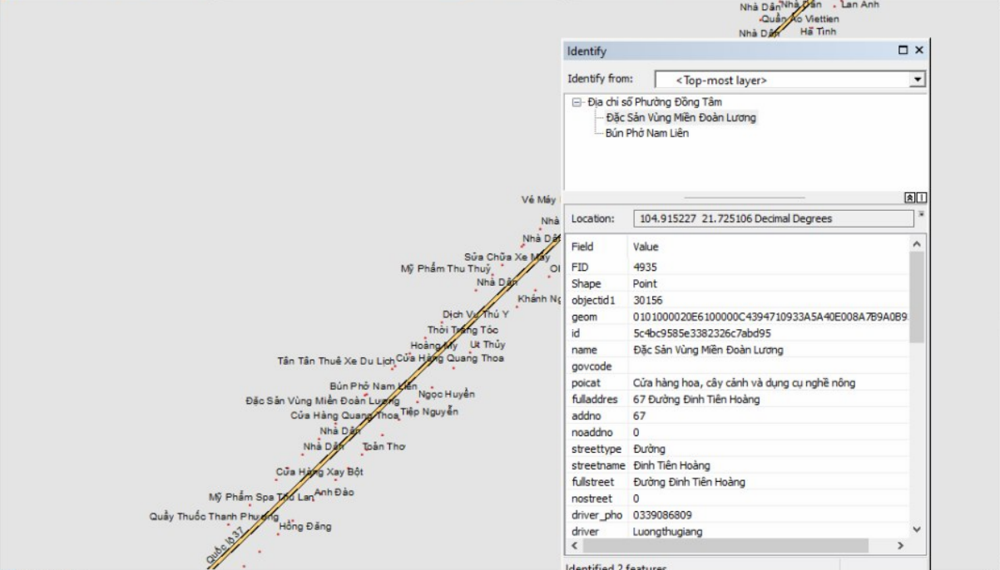 Nhà Dân
Nhà Dân
Lan Anh
Quần Áo Viettien
Nhà Dân
Hà Tình
Identify
Identify from:
<Top-most layer>
Địa chỉ số Phường Đồng Tâm
Đặc Sản Vùng Miền Đoàn Lương
Bún Phở Nam Liên
Location:
104.915227 21.725106 Decimal Degrees
Field Value
FID 4935
Shape Point
objectid1 30156
geom
id 5c4bc9585e3382326c7abd95
name Đặc Sản Vùng Miền Đoàn Lương
govcode
poicat Cửa hàng hoa, cây cảnh và dụng cụ nghề nông
fulladdres 67 Đường Đinh Tiên Hoàng
addno 67
noaddno 0
streettype Đường
streetname Đinh Tiên Hoàng
fullstreet Đường Đinh Tiên Hoàng
nostreet 0
driver_pho 0339086809
driver Luongthugiang
Identified 2 features
Vé Máy
Nhà
Nhà Dân
Sửa Chữa Xe Máy
Mỹ Phẩm Thu Thuỷ
Nhà Dân
Khánh
Dịch Vụ Thú Y
Thời Trang Tóc
Hoàng My
Út Thủy
Tân Tân Thuê Xe Du Lịch
Cửa Hàng Quang Thoa
Bún Phở Nam Liên
Ngọc Huyền
Đặc Sản Vùng Miền Đoàn Lương
Cửa Hàng Quang Thoa
Tiệp Nguyễn
Nhà Dân
Nhà Dân
Toàn Thơ
Cửa Hàng Xay Bột
Mỹ Phẩm Spa Thu Lan
Anh Đào
Quầy Thuốc Thanh Phương
Hồng Đăng
Quốc lộ 37